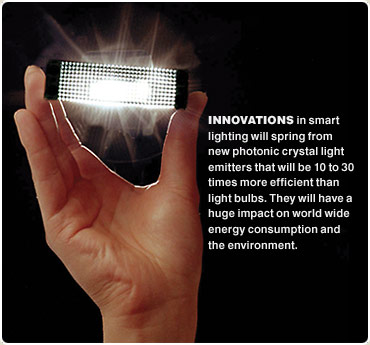 INNOVATIONS in smart
lighting will spring from
new photonic crystal light
emitters that will be 10 to 30
times more efficient than
light bulbs. They will have a
huge impact on world wide
energy consumption and
the environment.